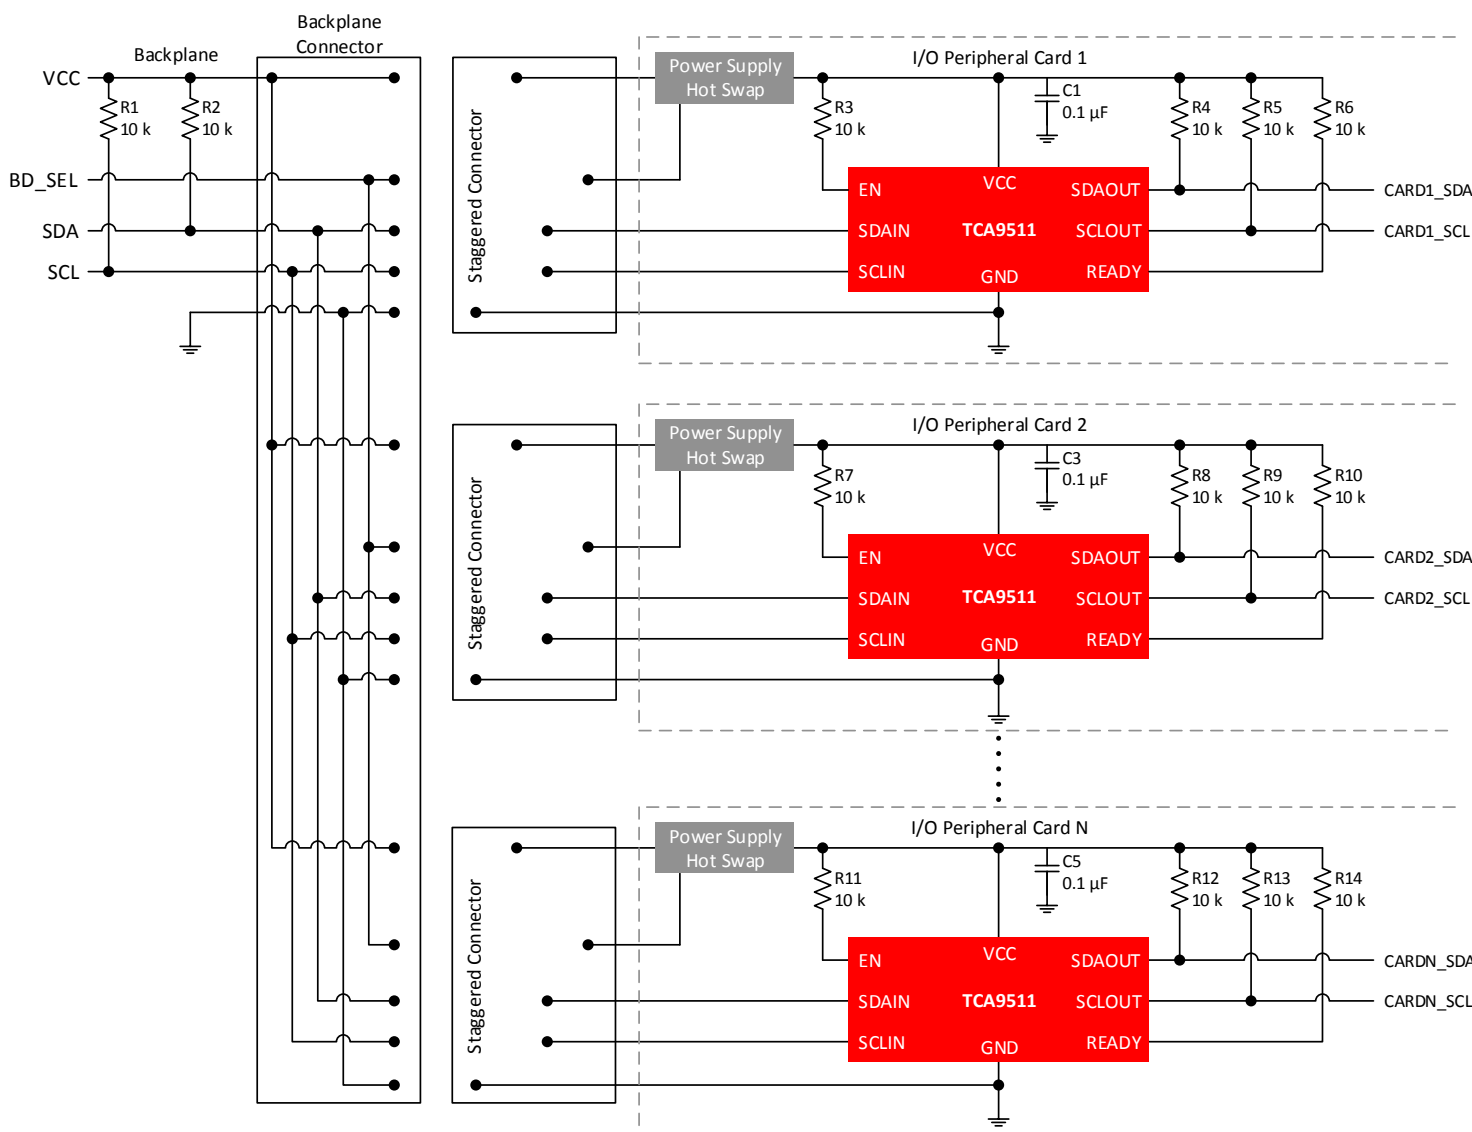 Backplane
Connector
Backplane
VCC
R1
10 k
R2
10 k
BD_SEL
SDA
SCL
Staggered Connector
Power Supply
Hot Swap
I/O Peripheral Card 1
R3
10 k
C1
0.1 µF
R4
10 k
R5
10 k
R6
10 k
EN
VCC
SDAOUT
CARD1_SDA
SDAIN
TCA9511
SCLOUT
CARD1_SCL
SCLIN
GND
READY
Staggered Connector
Power Supply
Hot Swap
I/O Peripheral Card 2
R7
10 k
C3
0.1 µF
R8
10 k
R9
10 k
R10
10 k
EN
VCC
SDAOUT
CARD2_SDA
SDAIN
TCA9511
SCLOUT
CARD2_SCL
SCLIN
GND
READY
Staggered Connector
Power Supply
Hot Swap
I/O Peripheral Card N
R11
10 k
C5
0.1 µF
R12
10 k
R13
10 k
R14
10 k
EN
VCC
SDAOUT
CARDN_SDA
SDAIN
TCA9511
SCLOUT
CARDN_SCL
SCLIN
GND
READY